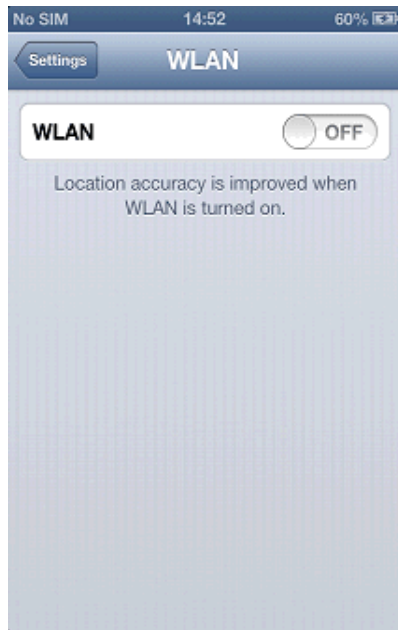 No SIM 14:52 60%
Settings WLAN
WLAN OFF
Location accuracy is improved when
WLAN is turned on.